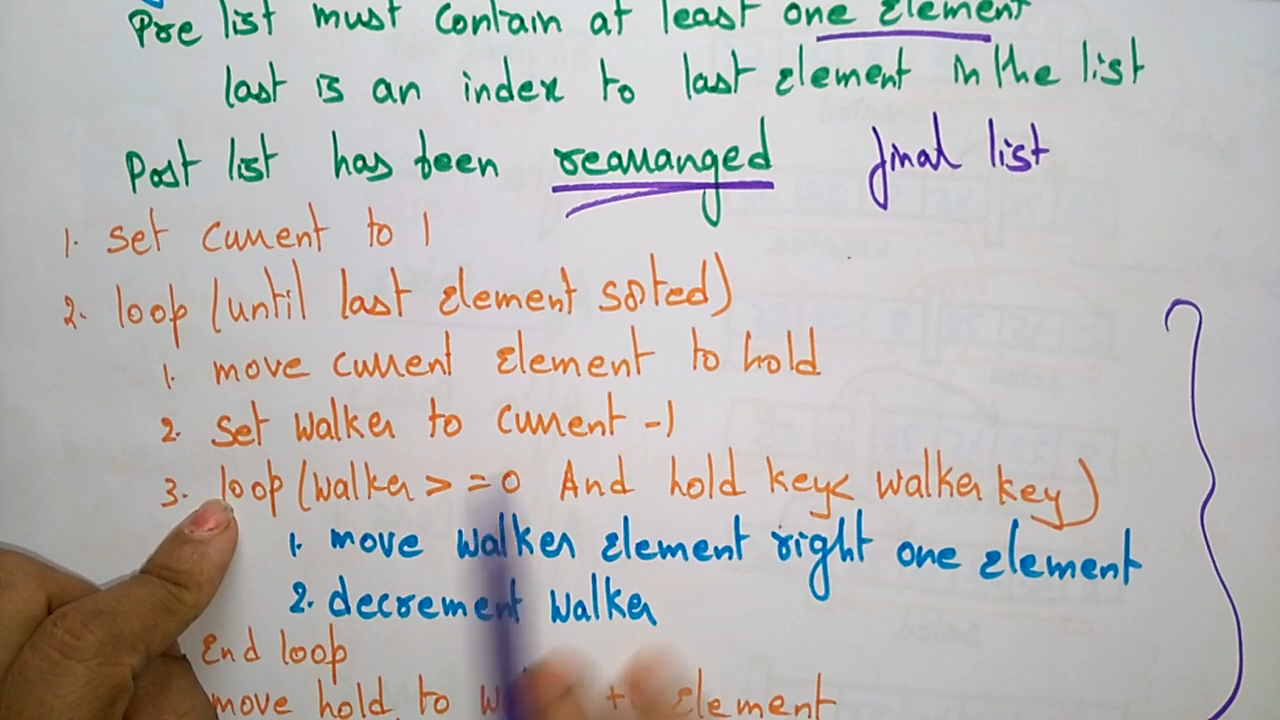 Pre list must contain at least one element
last is an index to last element in the list
Post list has been rearranged final list
1. set current to 1
2. loop (until last element sorted)
1. move current element to hold
2. set walker to current -1
3. loop (walker >=0 And hold key< walker key)
1. move walker element right one element
2. decrement walker
End loop
move hold to + element